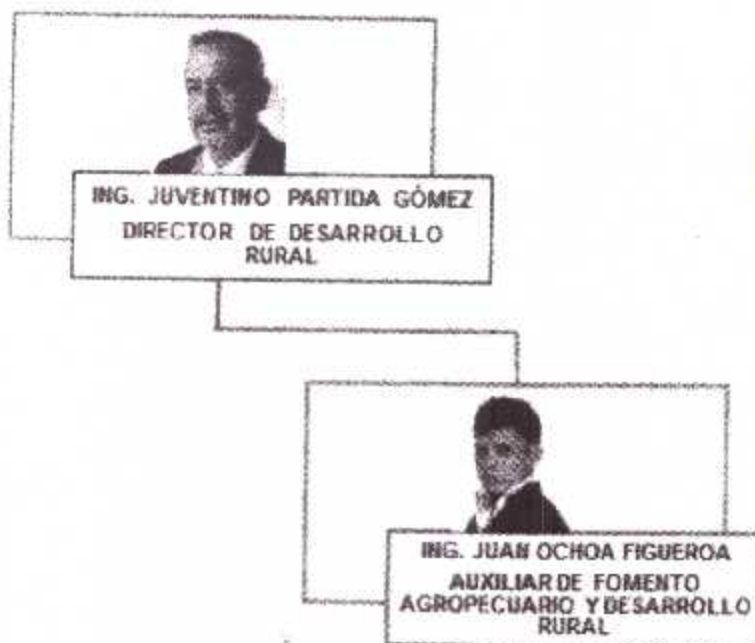 ING. JUVENTINO PARTIDA GÓMEZ
DIRECTOR DE DESARROLLO
RURAL
ING. JUAN OCHOA FIGUEROA
AUXILIAR DE FOMENTO
AGROPECUARIO Y DESARROLLO
RURAL